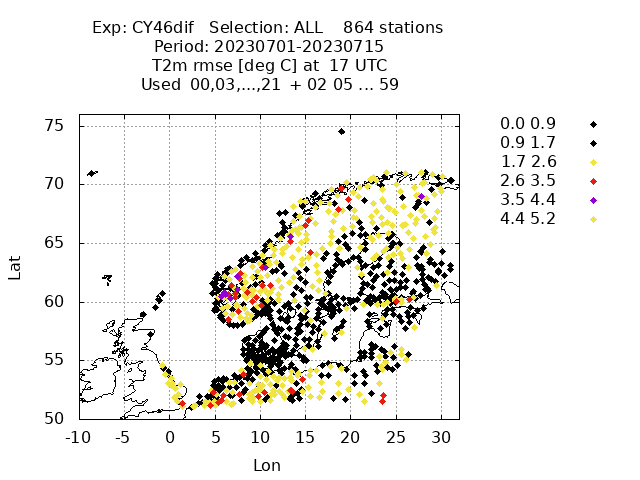 Exp: CY46dif Selection: ALL 864 stations
Period: 20230701-20230715
T2m rmse [deg C] at 17 UTC
Used 00,03,...,21 + 02 05 ... 59
0.0 0.9
0.9 1.7
1.7 2.6
2.6 3.5
3.5 4.4
4.4 5.2
75
70
65
60
55
50
Lat
-10 -5 0 5 10 15 20 25 30
Lon